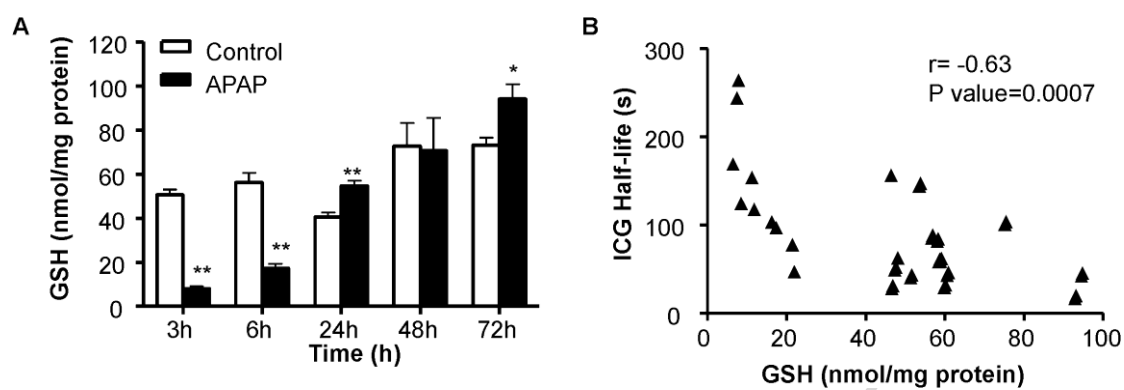 A
GSH (nmol/mg protein)
120
100
80
60
40
20
0
Control
APAP
**
**
**
*
3h
6h
24h
48h
72h
Time (h)
B
ICG Half-life (s)
300
200
100
0
r= -0.63
P value=0.0007
0
20
40
60
80
100
GSH (nmol/mg protein)